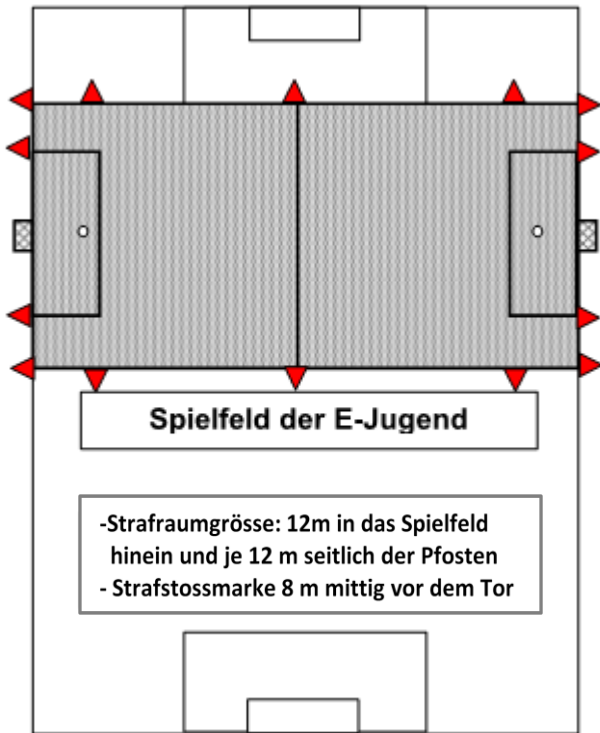 Spielfeld der E-Jugend
-Strafraumgrösse: 12m in das Spielfeld
hinein und je 12 m seitlich der Pfosten
- Strafstossmarke 8 m mittig vor dem Tor